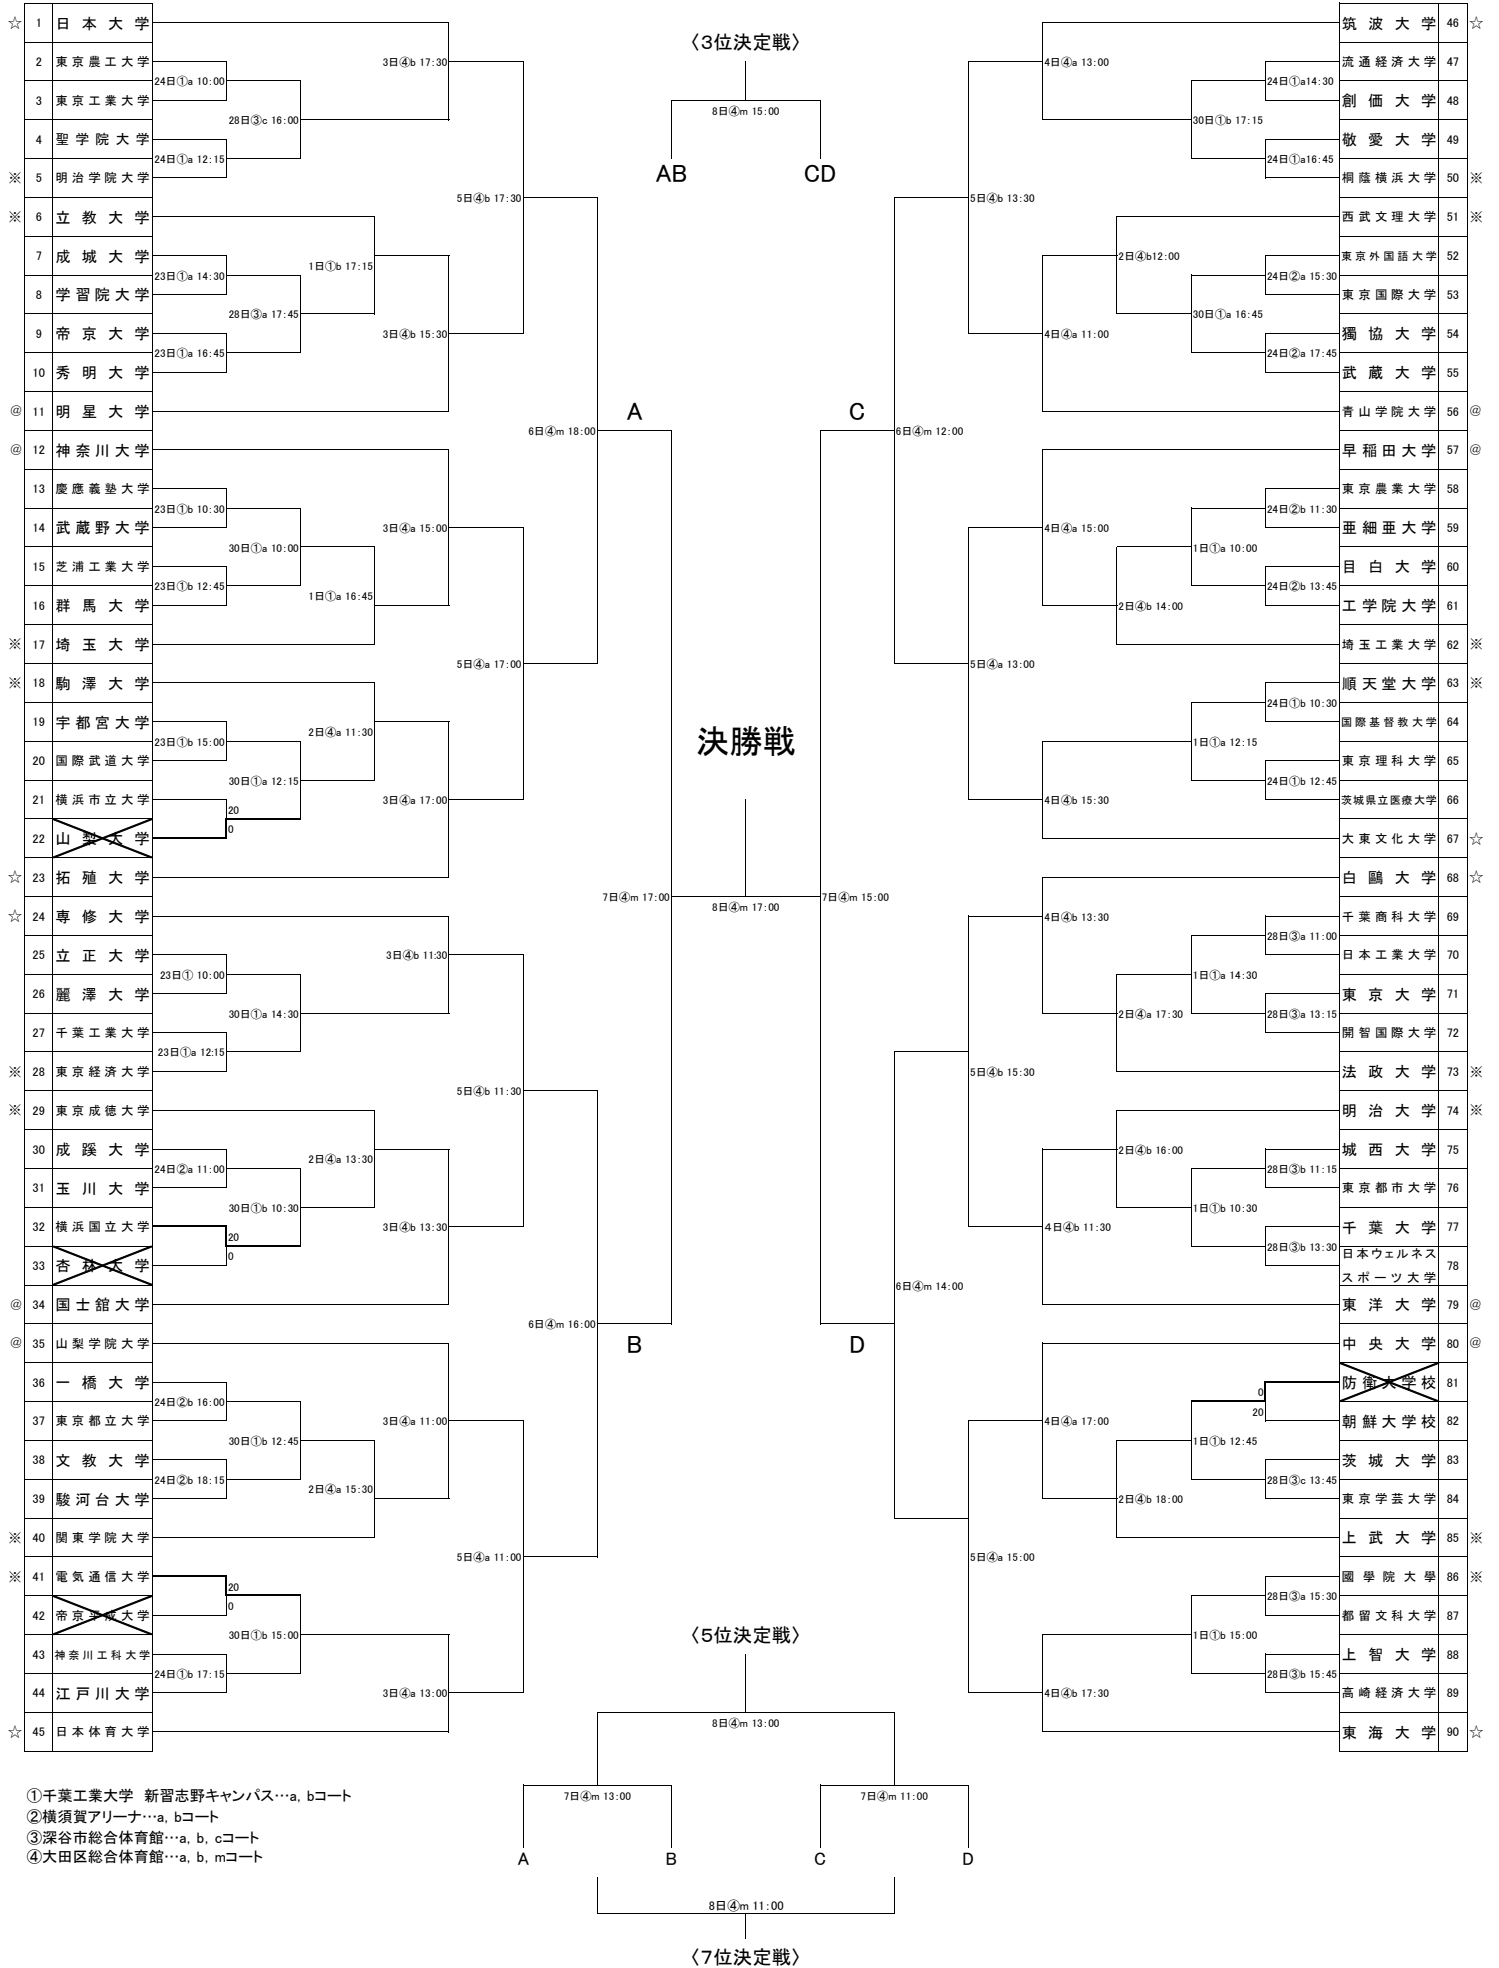 ☆ 1 日本大学
2 東京農工大学
3 東京工業大学
4 聖学院大学
※ 5 明治学院大学
※ 6 立教大学
7 成城大学
8 学習院大学
9 帝京大学
10 秀明大学
@ 11 明星大学
@ 12 神奈川大学
13 慶應義塾大学
14 武蔵野大学
15 芝浦工業大学
16 群馬大学
※ 17 埼玉大学
※ 18 駒澤大学
19 宇都宮大学
20 国際武道大学
21 横浜市立大学
22 山梨大学
☆ 23 拓殖大学
☆ 24 専修大学
25 立正大学
26 麗澤大学
27 千葉工業大学
※ 28 東京経済大学
※ 29 東京成徳大学
30 成蹊大学
31 玉川大学
32 横浜国立大学
33 杏林大学
@ 34 国士舘大学
@ 35 山梨学院大学
36 一橋大学
37 東京都立大学
38 文教大学
39 駿河台大学
※ 40 関東学院大学
※ 41 電気通信大学
42 帝京平成大学
43 神奈川工科大学
44 江戸川大学
☆ 45 日本体育大学
24日①a 10:00
24日①a 12:15
23日①a 14:30
23日①a 16:45
23日①b 10:30
23日①b 12:45
23日①b 15:00
20
0
23日① 10:00
23日①a 12:15
24日②a 11:00
20
0
24日②b 16:00
24日②b 18:15
20
0
24日①b 17:15
28日③c 16:00
28日③a 17:45
30日①a 10:00
30日①a 12:15
30日①a 14:30
30日①b 10:30
30日①b 12:45
30日①b 15:00
1日①b 17:15
1日①a 16:45
2日④a 11:30
2日④a 13:30
2日④a 15:30
3日④b 17:30
3日④b 15:30
3日④a 15:00
3日④a 17:00
3日④b 11:30
3日④b 13:30
3日④a 11:00
3日④a 13:00
5日④b 17:30
5日④a 17:00
5日④b 11:30
5日④a 11:00
6日④m 18:00
6日④m 16:00
A
B
7日④m 17:00
〈3位決定戦〉
8日④m 15:00
AB
CD
決勝戦
8日④m 17:00
7日④m 15:00
C
D
6日④m 12:00
6日④m 14:00
5日④b 13:30
5日④a 13:00
5日④b 15:30
5日④a 15:00
4日④a 13:00
4日④a 11:00
4日④a 15:00
4日④b 15:30
4日④b 13:30
4日④b 11:30
4日④a 17:00
4日④b 17:30
2日④b12:00
2日④b 14:00
2日④a 17:30
2日④b 16:00
2日④b 18:00
30日①b 17:15
30日①a 16:45
1日①a 10:00
1日①a 12:15
1日①a 14:30
1日①b 10:30
1日①b 12:45
1日①b 15:00
24日①a14:30
24日①a16:45
24日②a 15:30
24日②a 17:45
24日②b 11:30
24日②b 13:45
24日①b 10:30
24日①b 12:45
28日③a 11:00
28日③a 13:15
28日③b 11:15
28日③b 13:30
0
20
28日③c 13:45
28日③a 15:30
28日③b 15:45
筑波大学 46 ☆
流通経済大学 47
創価大学 48
敬愛大学 49
桐蔭横浜大学 50 ※
西武文理大学 51 ※
東京外国語大学 52
東京国際大学 53
獨協大学 54
武蔵大学 55
青山学院大学 56 @
早稲田大学 57 @
東京農業大学 58
亜細亜大学 59
目白大学 60
工学院大学 61
埼玉工業大学 62 ※
順天堂大学 63 ※
国際基督教大学 64
東京理科大学 65
茨城県立医療大学 66
大東文化大学 67 ☆
白鷗大学 68 ☆
千葉商科大学 69
日本工業大学 70
東京大学 71
開智国際大学 72
法政大学 73 ※
明治大学 74 ※
城西大学 75
東京都市大学 76
千葉大学 77
日本ウェルネス
スポーツ大学 78
東洋大学 79 @
中央大学 80 @
防衛大学校 81
朝鮮大学校 82
茨城大学 83
東京学芸大学 84
上武大学 85 ※
國學院大學 86 ※
都留文科大学 87
上智大学 88
高崎経済大学 89
東海大学 90 ☆
〈5位決定戦〉
8日④m 13:00
7日④m 13:00
7日④m 11:00
A
B
C
D
8日④m 11:00
〈7位決定戦〉
①千葉工業大学　新習志野キャンパス…a, bコート
②横須賀アリーナ…a, bコート
③深谷市総合体育館…a, b, cコート
④大田区総合体育館…a, b, mコート